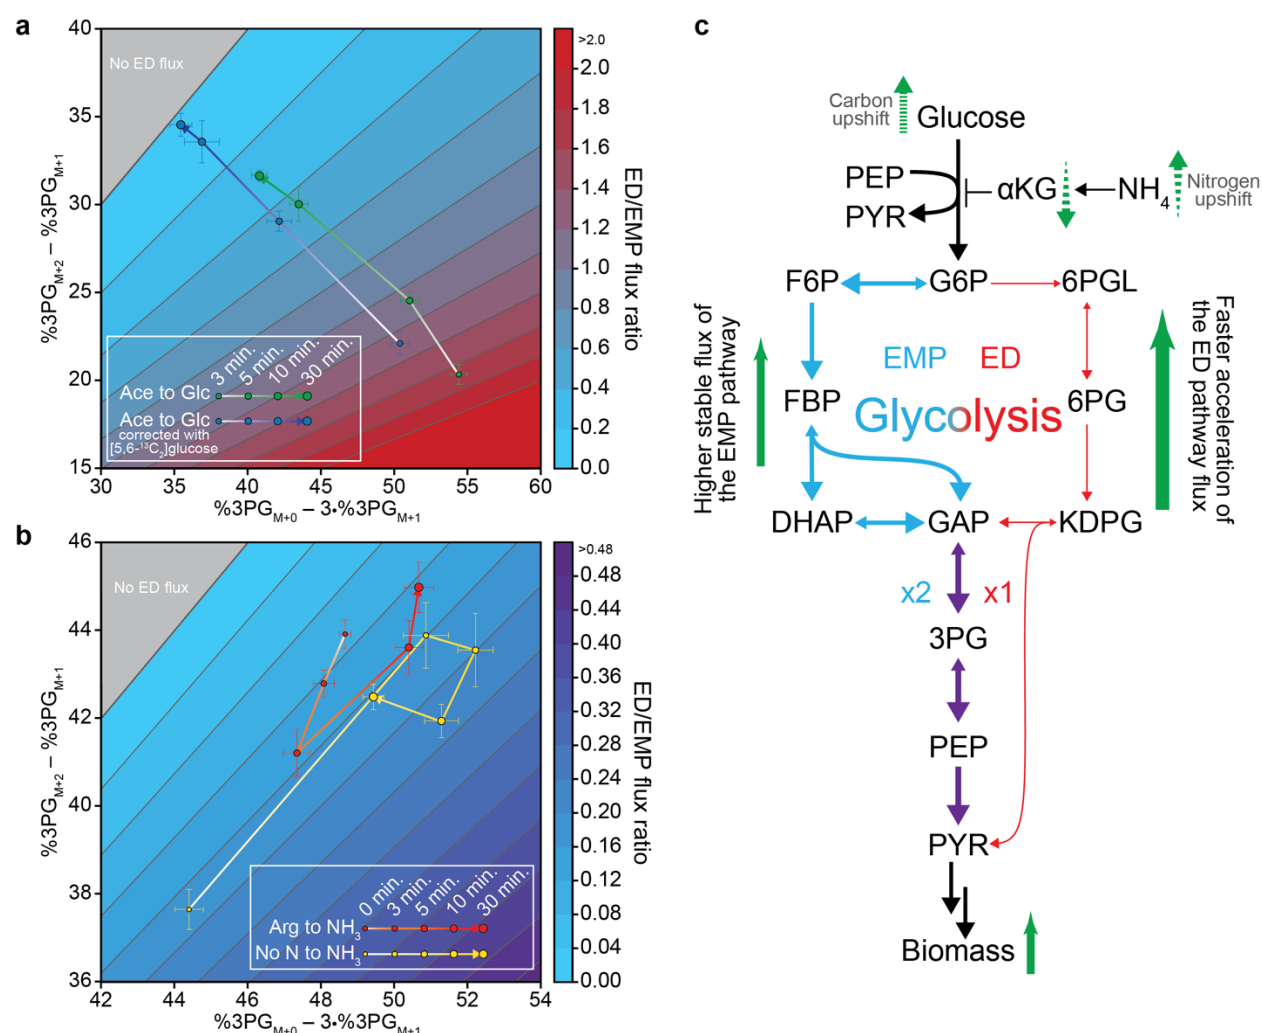 a
40
35
30
25
20
15
%3PG M+2 – %3PG M+1
No ED flux
3 min.
5 min.
10 min.
30 min.
Ace to Glc
Ace to Glc
corrected with
[5,6-¹³C₂]glucose
30
35
40
45
50
55
60
%3PG M+0 – 3•%3PG M+1
>2.0
2.0
1.8
1.6
1.4
1.2
1.0
0.8
0.6
0.4
0.2
0.0
ED/EMP flux ratio
b
46
44
42
40
38
36
%3PG M+2 – %3PG M+1
No ED flux
0 min.
3 min.
5 min.
10 min.
30 min.
Arg to NH₃
No N to NH₃
42
44
46
48
50
52
54
%3PG M+0 – 3•%3PG M+1
>0.48
0.48
0.44
0.40
0.36
0.32
0.28
0.24
0.20
0.16
0.12
0.08
0.04
0.00
ED/EMP flux ratio
c
Carbon
upshift
Glucose
PEP
PYR
αKG
NH₄
Nitrogen
upshift
F6P
G6P
6PGL
Higher stable flux of
the EMP pathway
EMP
ED
Faster acceleration of
the ED pathway flux
FBP
Glycolysis
6PG
DHAP
GAP
KDPG
x2
x1
3PG
PEP
PYR
Biomass